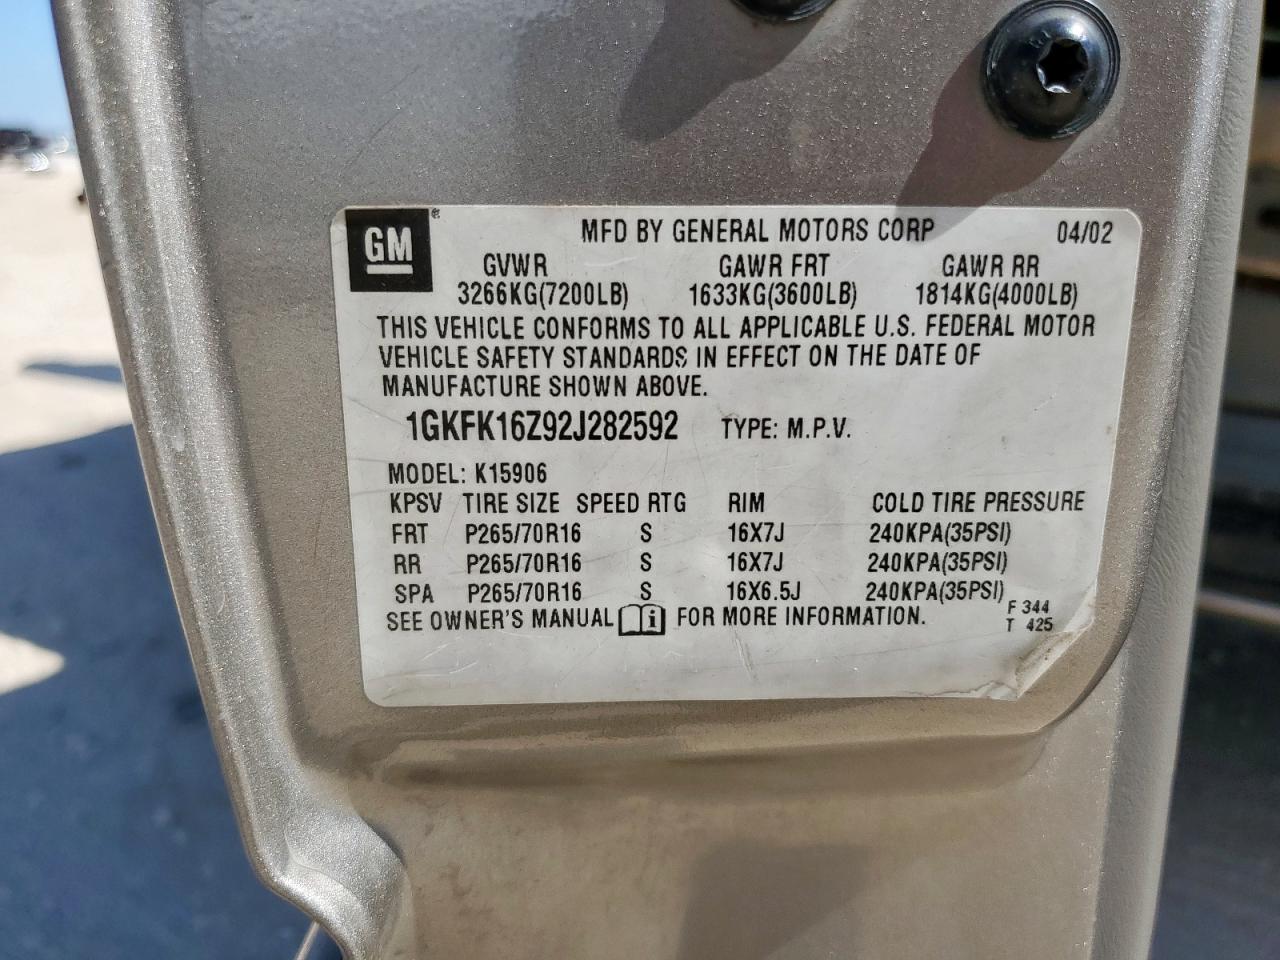 GM® MFD BY GENERAL MOTORS CORP 04/02
GVWR GAWR FRT GAWR RR
3266KG(7200LB) 1633KG(3600LB) 1814KG(4000LB)
THIS VEHICLE CONFORMS TO ALL APPLICABLE U.S. FEDERAL MOTOR
VEHICLE SAFETY STANDARDS IN EFFECT ON THE DATE OF
MANUFACTURE SHOWN ABOVE.
1GKFK16Z92J282592 TYPE: M.P.V.
MODEL: K15906
KPSV TIRE SIZE SPEED RTG RIM COLD TIRE PRESSURE
FRT P265/70R16 S 16X7J 240KPA(35PSI)
RR P265/70R16 S 16X7J 240KPA(35PSI)
SPA P265/70R16 S 16X6.5J 240KPA(35PSI)
SEE OWNER'S MANUAL i FOR MORE INFORMATION.
F 344
T 425